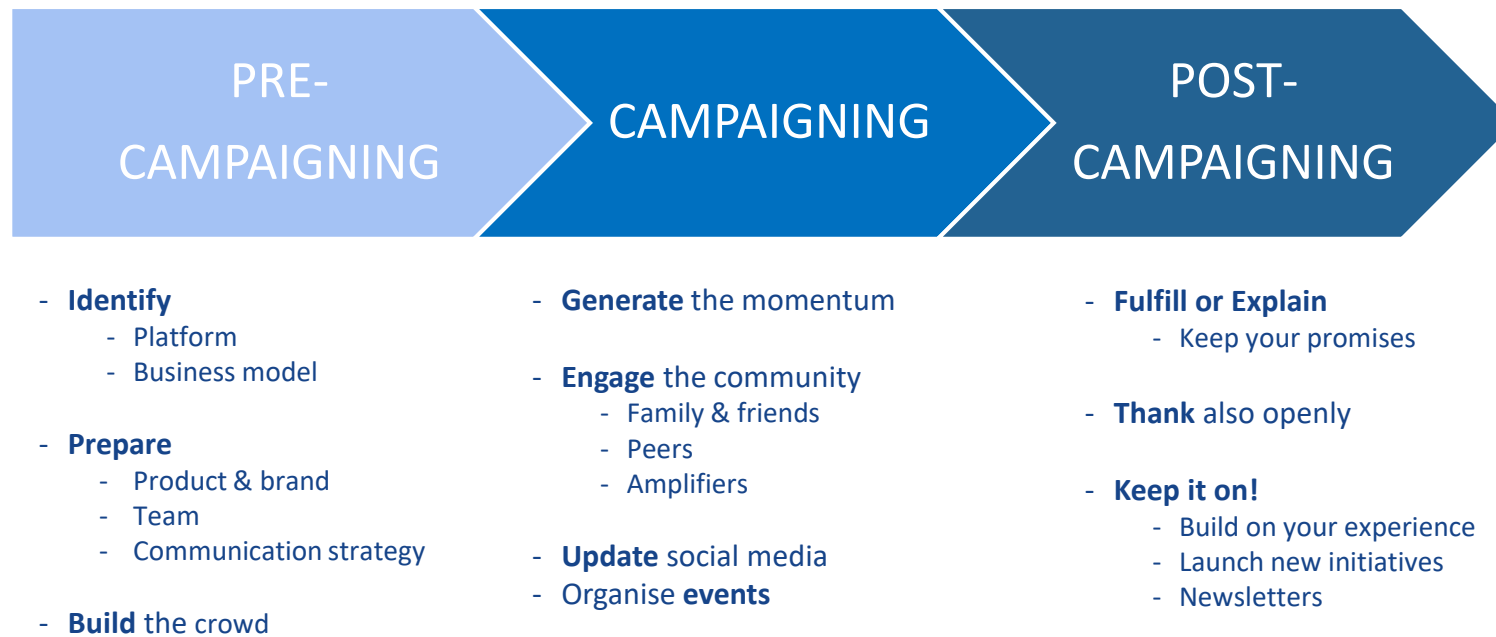 PRE-
CAMPAIGNING
CAMPAIGNING
POST-
CAMPAIGNING
- Identify
- Platform
- Business model
- Prepare
- Product & brand
- Team
- Communication strategy
- Build the crowd
- Generate the momentum
- Engage the community
- Family & friends
- Peers
- Amplifiers
- Update social media
- Organise events
- Fulfill or Explain
- Keep your promises
- Thank also openly
- Keep it on!
- Build on your experience
- Launch new initiatives
- Newsletters